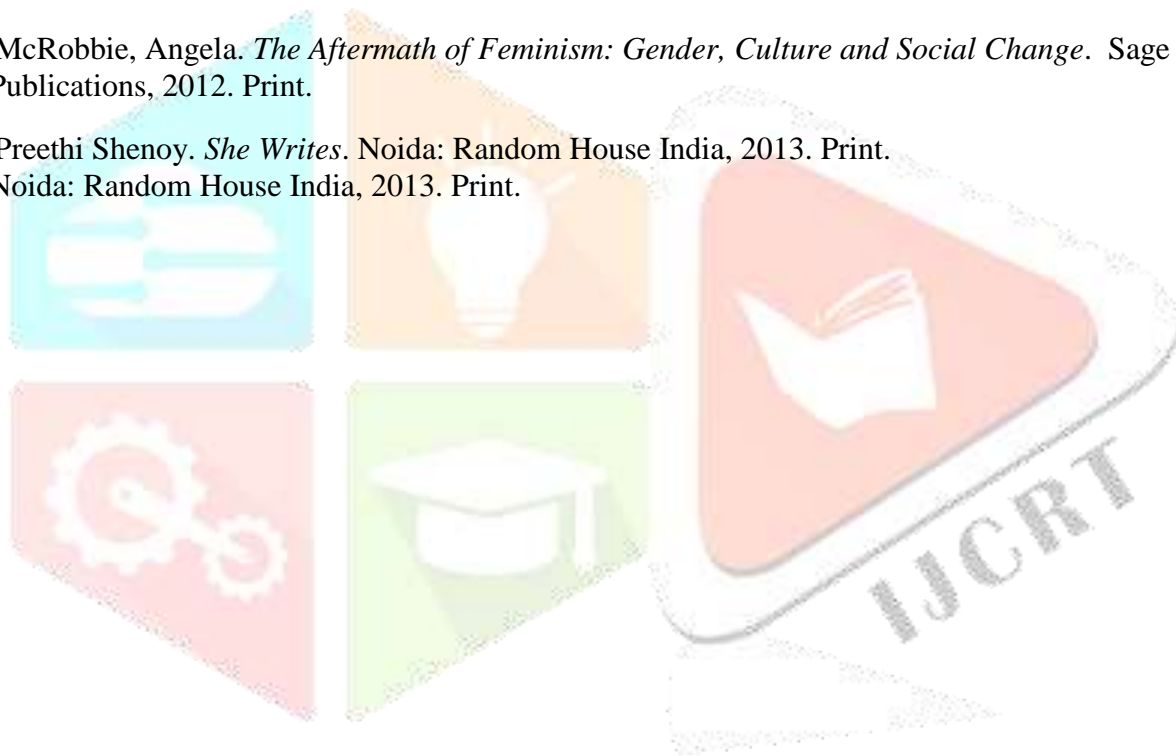 McRobbie, Angela. The Aftermath of Feminism: Gender, Culture and Social Change. Sage
Publications, 2012. Print.
Preethi Shenoy. She Writes. Noida: Random House India, 2013. Print.
Noida: Random House India, 2013. Print.
IJCRT